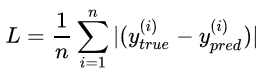 L = \frac{1}{n} \sum_{i=1}^{n} |(y_{true}^{(i)} - y_{pred}^{(i)})|